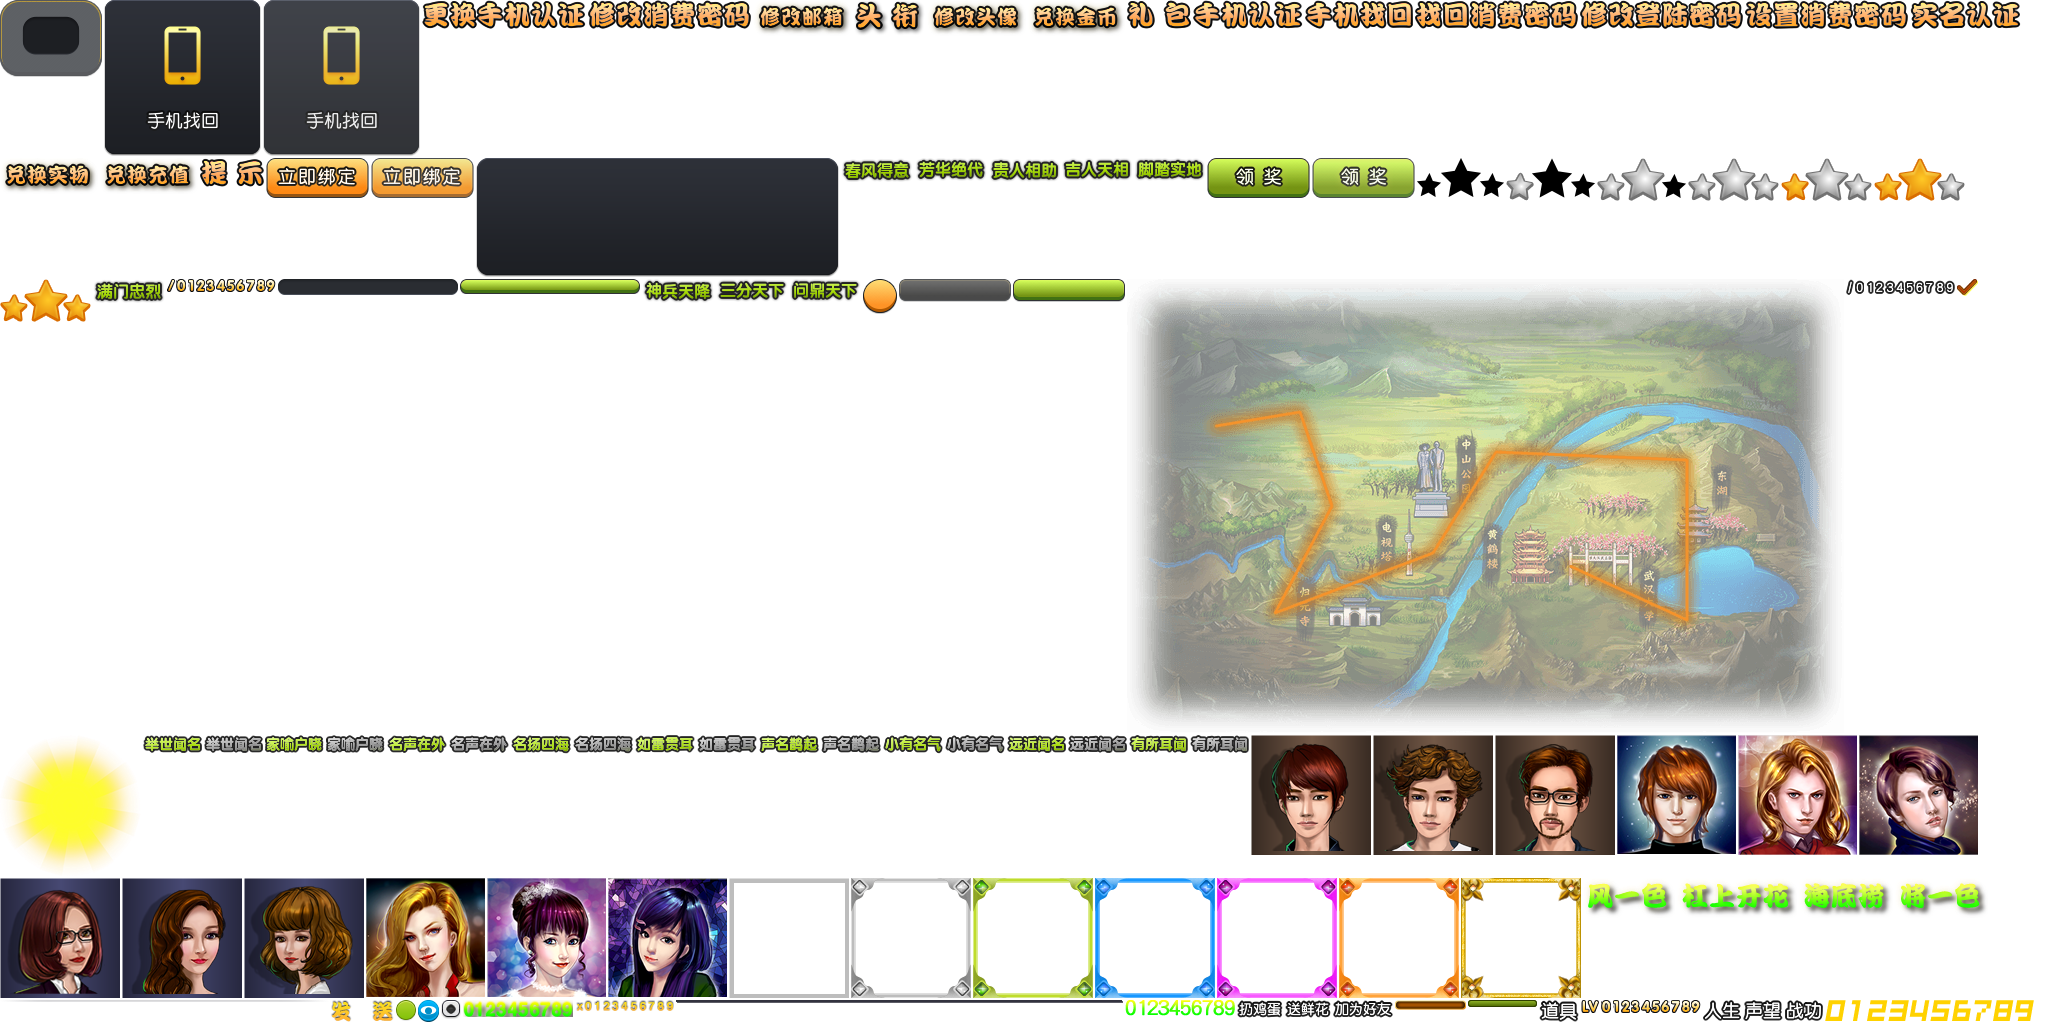 更换手机认证 修改消费密码 修改邮箱 头 衔 修改头像 兑换金币 礼 包 手机认证 手机找回 找回消费密码 修改登陆密码 设置消费密码 实名认证
手机找回 手机找回
兑换实物 兑换充值 提 示 立即绑定 立即绑定 春风得意 芳华绝代 贵人相助 吉人天相 脚踏实地 领 奖 领 奖
满门忠烈 /0123456789 神兵天降 三分天下 问鼎天下 /0123456789
中山公园
东湖
电视塔
黄鹤楼
武汉大学
归元寺
举世闻名 举世闻名 家喻户晓 家喻户晓 名声在外 名声在外 名扬四海 名扬四海 如雷贯耳 如雷贯耳 声名鹊起 声名鹊起 小有名气 小有名气 远近闻名 远近闻名 有所耳闻 有所耳闻
风一色 杠上开花 海底捞 将一色
发 送 0123456789 x0123456789 0123456789 扔鸡蛋 送鲜花 加为好友 道具 LV 0123456789 人生 声望 战功 0123456789